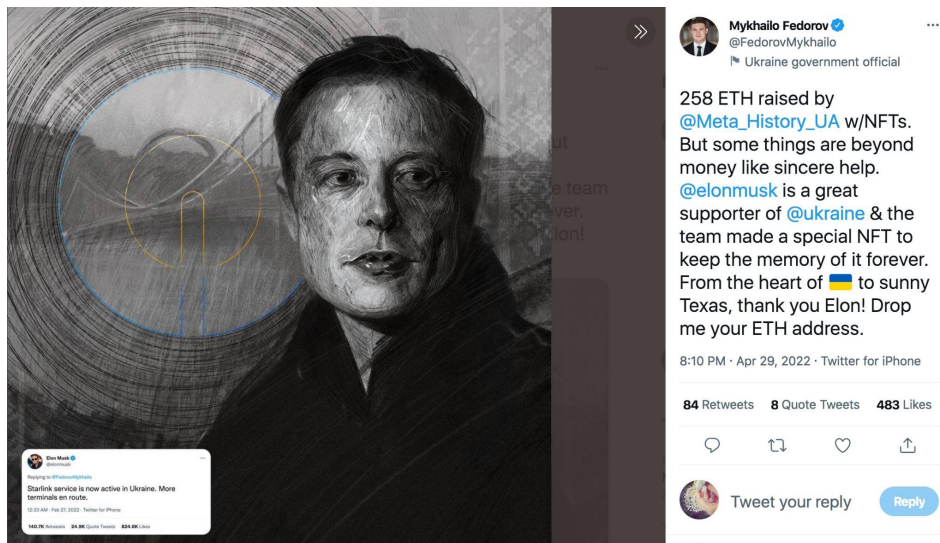 Mykhailo Fedorov
@FedorovMykhailo
Ukraine government official
258 ETH raised by
@Meta_History_UA w/NFTs.
But some things are beyond
money like sincere help.
@elonmusk is a great
supporter of @ukraine & the
team made a special NFT to
keep the memory of it forever.
From the heart of 🇺🇦 to sunny
Texas, thank you Elon! Drop
me your ETH address.
8:10 PM · Apr 29, 2022 · Twitter for iPhone
84 Retweets 8 Quote Tweets 483 Likes
Tweet your reply
Reply
Elon Musk
@elonmusk
Replying to @FedorovMykhailo
Starlink service is now active in Ukraine. More
terminals en route.
12:33 AM · Feb 27, 2022 · Twitter for iPhone
140.7K Retweets 24.9K Quote Tweets 824.6K Likes
ut
e team
ver.
lon!